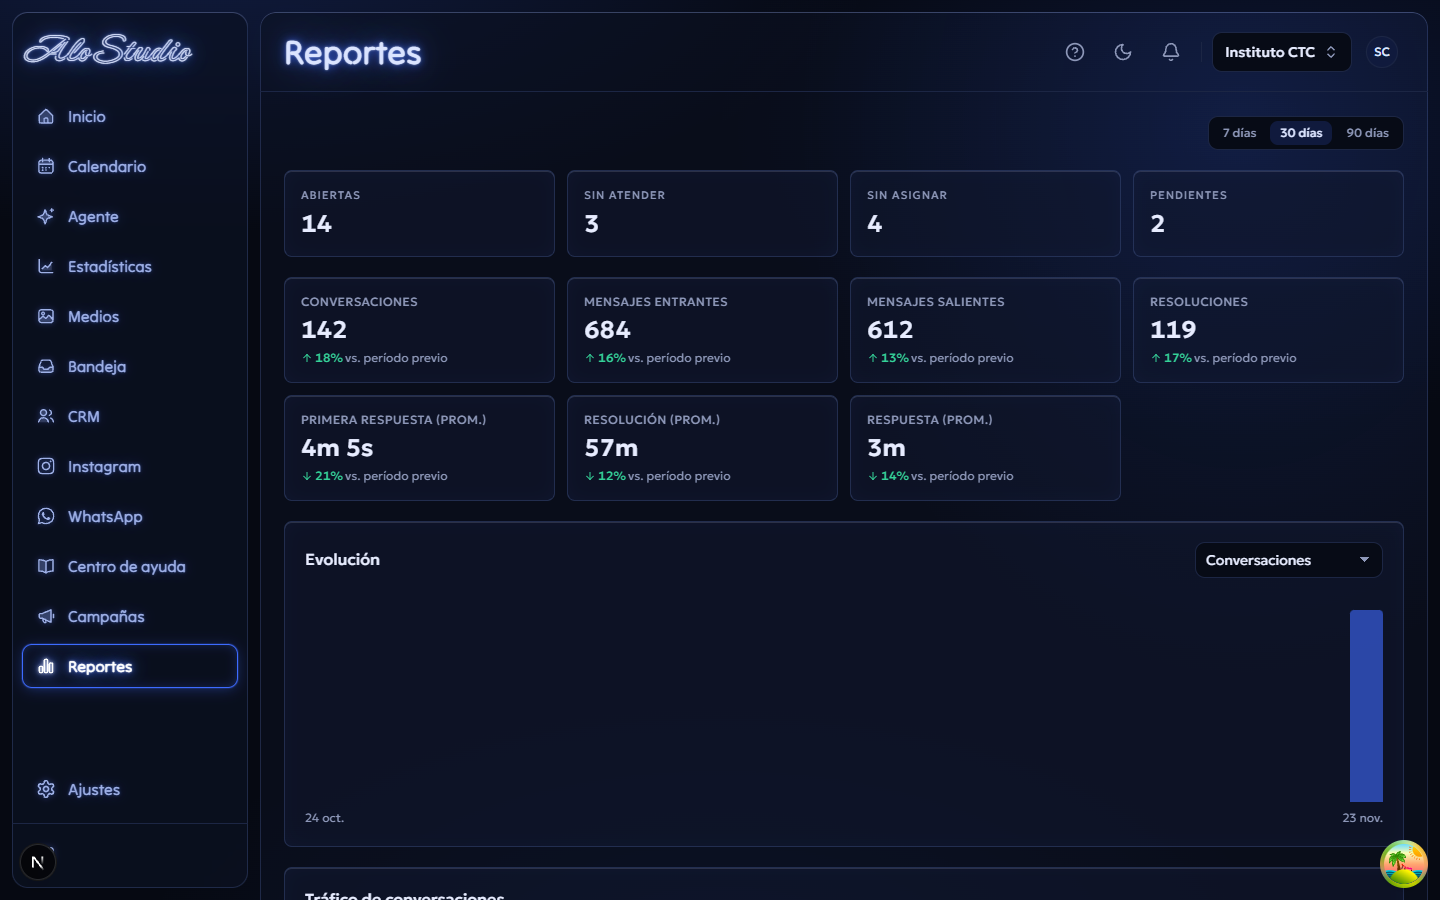 AloStudio
Inicio
Calendario
Agente
Estadísticas
Medios
Bandeja
CRM
Instagram
WhatsApp
Centro de ayuda
Campañas
Reportes
Ajustes
N
Reportes
Instituto CTC
SC
7 días
30 días
90 días
ABIERTAS
14
SIN ATENDER
3
SIN ASIGNAR
4
PENDIENTES
2
CONVERSACIONES
142
↑ 18% vs. período previo
MENSAJES ENTRANTES
684
↑ 16% vs. período previo
MENSAJES SALIENTES
612
↑ 13% vs. período previo
RESOLUCIONES
119
↑ 17% vs. período previo
PRIMERA RESPUESTA (PROM.)
4m 5s
↓ 21% vs. período previo
RESOLUCIÓN (PROM.)
57m
↓ 12% vs. período previo
RESPUESTA (PROM.)
3m
↓ 14% vs. período previo
Evolución
Conversaciones
24 oct.
23 nov.
Tráfico de conversaciones